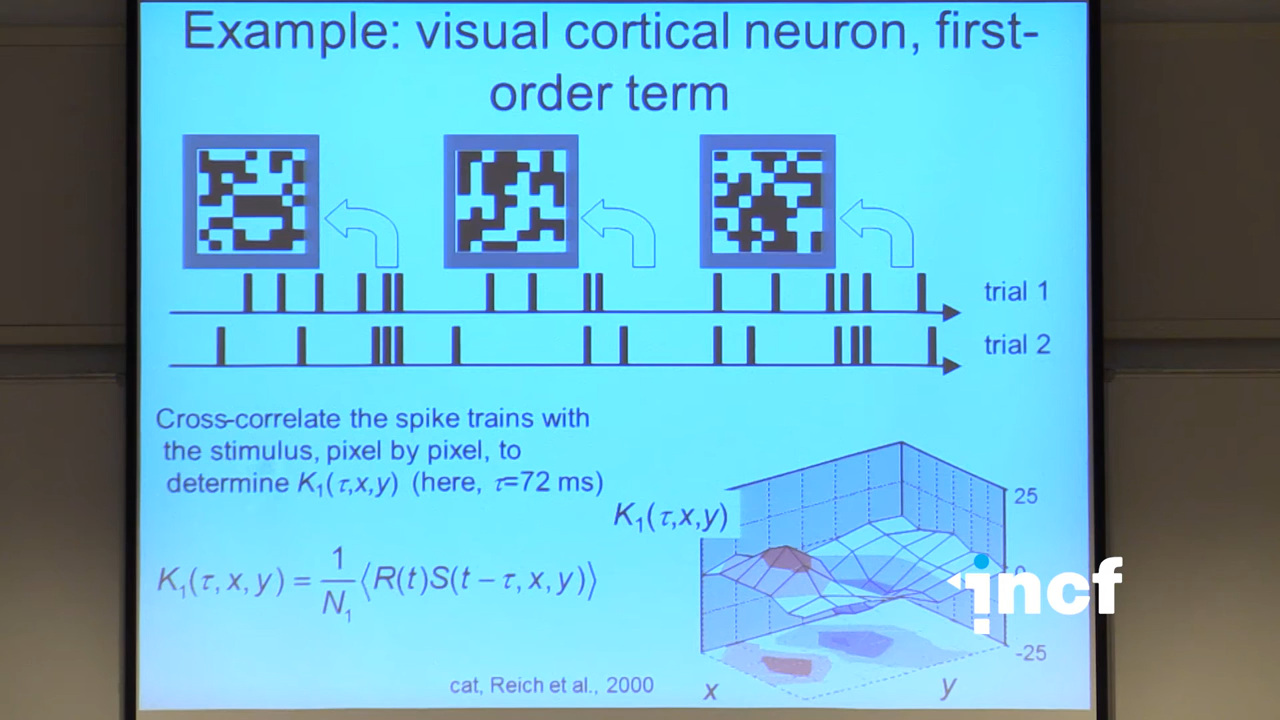 Example: visual cortical neuron, first-
order term
trial 1
trial 2
Cross-correlate the spike trains with
the stimulus, pixel by pixel, to
determine K₁(τ,x,y) (here, τ=72 ms)
K₁(τ,x,y)
25
0
-25
K₁(τ, x, y) = 1/N₁ ⟨R(t)S(t − τ, x, y)⟩
incf
cat, Reich et al., 2000
x
y